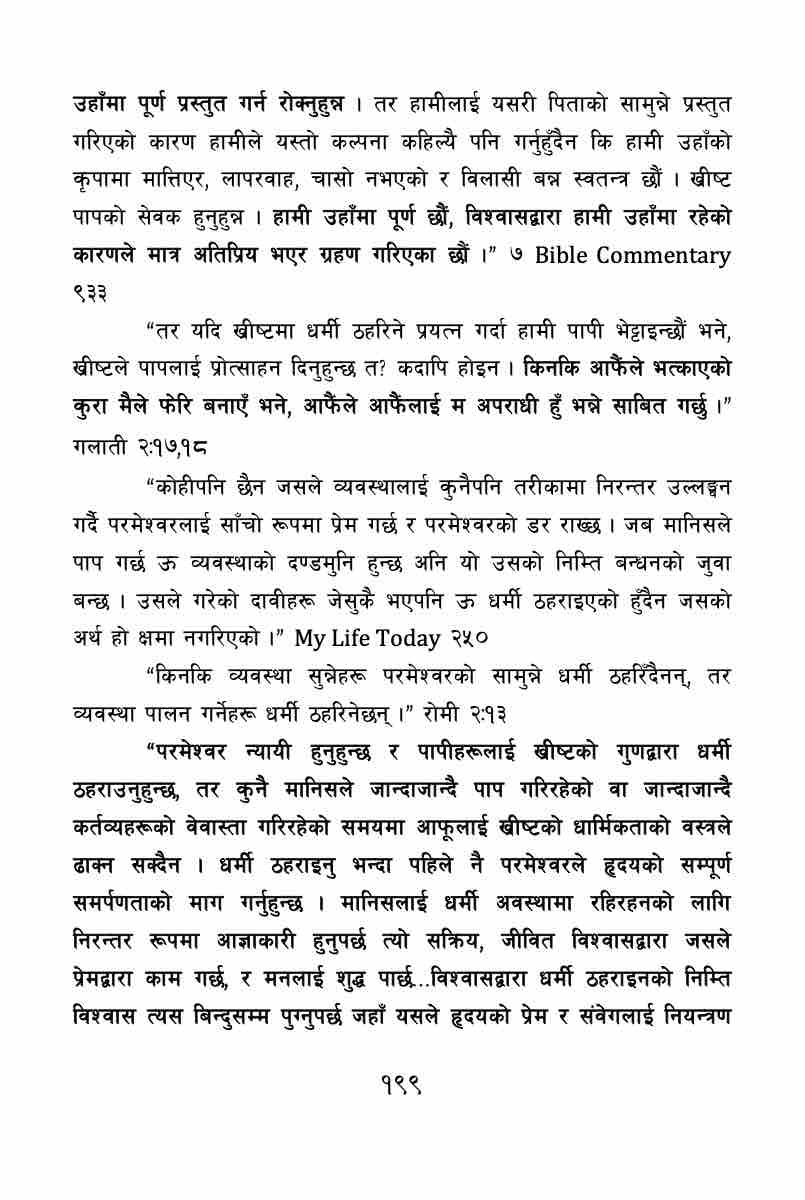 उहाँमा पूर्ण प्रस्तुत गर्न रोक्नुहुन्न । तर हामीलाई यसरी पिताको सामुन्ने प्रस्तुत
गरिएको कारण हामीले यस्तो कल्पना कहिल्यै पनि गर्नुहुँदैन कि हामी उहाँको
कृपामा मात्तिएर, लापरवाह, चासो नभएको र विलासी बन्न स्वतन्त्र छौं । ख्रीष्ट
पापको सेवक हुनुहुन्न । हामी उहाँमा पूर्ण छौं, विश्वासद्वारा हामी उहाँमा रहेको
कारणले मात्र अतिप्रिय भएर ग्रहण गरिएका छौं ।” ७ Bible Commentary
९३३
“तर यदि ख्रीष्टमा धर्मी ठहरिने प्रयत्न गर्दा हामी पापी भेट्टाइन्छौं भने,
ख्रीष्टले पापलाई प्रोत्साहन दिनुहुन्छ त? कदापि होइन । किनकि आफैंले भत्काएको
कुरा मैले फेरि बनाएँ भने, आफैंले आफैंलाई म अपराधी हुँ भन्ने साबित गर्छु ।”
गलाती २:१७,१८
“कोहीपनि छैन जसले व्यवस्थालाई कुनैपनि तरीकामा निरन्तर उल्लङ्घन
गर्दै परमेश्वरलाई साँचो रूपमा प्रेम गर्छ र परमेश्वरको डर राख्छ । जब मानिसले
पाप गर्छ ऊ व्यवस्थाको दण्डमुनि हुन्छ अनि यो उसको निम्ति बन्धनको जुवा
बन्छ । उसले गरेको दावीहरू जेसुकै भएपनि ऊ धर्मी ठहराइएको हुँदैन जसको
अर्थ हो क्षमा नगरिएको ।” My Life Today २५०
“किनकि व्यवस्था सुन्नेहरू परमेश्वरको सामुन्ने धर्मी ठहरिँदैनन्, तर
व्यवस्था पालन गर्नेहरू धर्मी ठहरिनेछन् ।” रोमी २:१३
“परमेश्वर न्यायी हुनुहुन्छ र पापीहरूलाई ख्रीष्टको गुणद्वारा धर्मी
ठहराउनुहुन्छ, तर कुनै मानिसले जान्दाजान्दै पाप गरिरहेको वा जान्दाजान्दै
कर्तव्यहरूको वेवास्ता गरिरहेको समयमा आफूलाई ख्रीष्टको धार्मिकताको वस्त्रले
ढाक्न सक्दैन । धर्मी ठहराइनु भन्दा पहिले नै परमेश्वरले हृदयको सम्पूर्ण
समर्पणताको माग गर्नुहुन्छ । मानिसलाई धर्मी अवस्थामा रहिरहनको लागि
निरन्तर रूपमा आज्ञाकारी हुनुपर्छ त्यो सक्रिय, जीवित विश्वासद्वारा जसले
प्रेमद्वारा काम गर्छ, र मनलाई शुद्ध पार्छ...विश्वासद्वारा धर्मी ठहराइनको निम्ति
विश्वास त्यस बिन्दुसम्म पुग्नुपर्छ जहाँ यसले हृदयको प्रेम र संवेगलाई नियन्त्रण
१९९